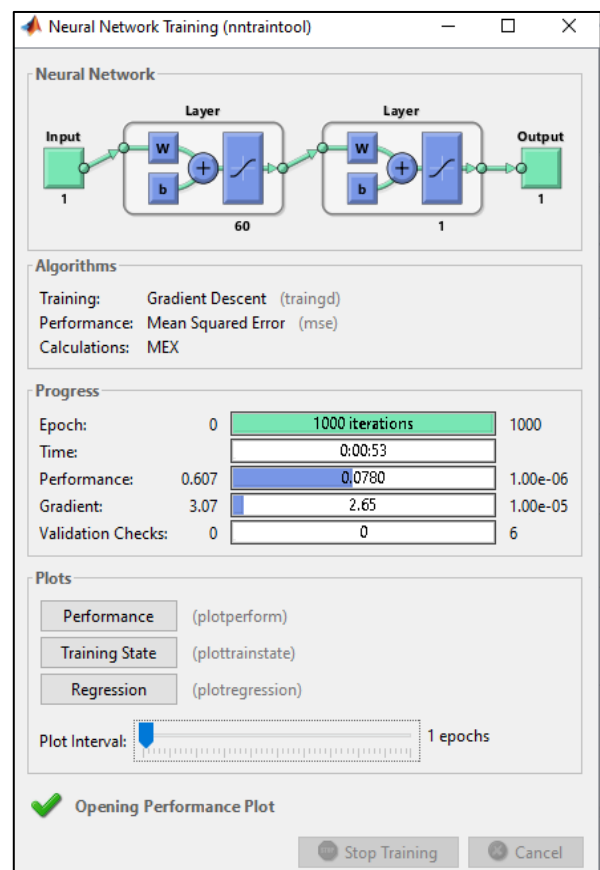 Neural Network Training (nntraintool)
Neural Network
Layer Layer
Input Output
W W
b b
1 60 1 1
Algorithms
Training: Gradient Descent (traingd)
Performance: Mean Squared Error (mse)
Calculations: MEX
Progress
Epoch: 0 1000 iterations 1000
Time: 0:00:53
Performance: 0.607 0.0780 1.00e-06
Gradient: 3.07 2.65 1.00e-05
Validation Checks: 0 0 6
Plots
Performance (plotperform)
Training State (plottrainstate)
Regression (plotregression)
Plot Interval: 1 epochs
Opening Performance Plot
Stop Training Cancel